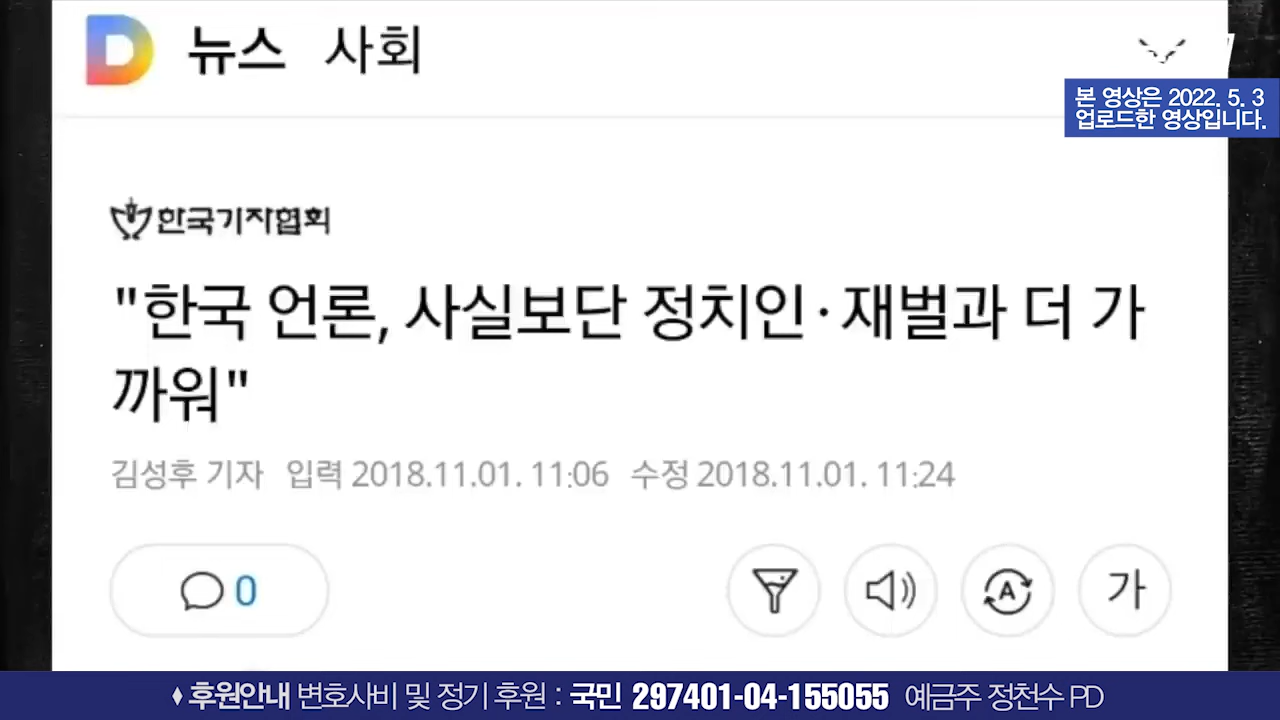 뉴스 사회
본 영상은 2022. 5. 3
업로드한 영상입니다.
한국기자협회
"한국 언론, 사실보단 정치인·재벌과 더 가
까워"
김성후 기자 입력 2018.11.01. 11:06 수정 2018.11.01. 11:24
0
가
♦ 후원안내 변호사비 및 정기 후원 : 국민 297401-04-155055 예금주 정천수 PD